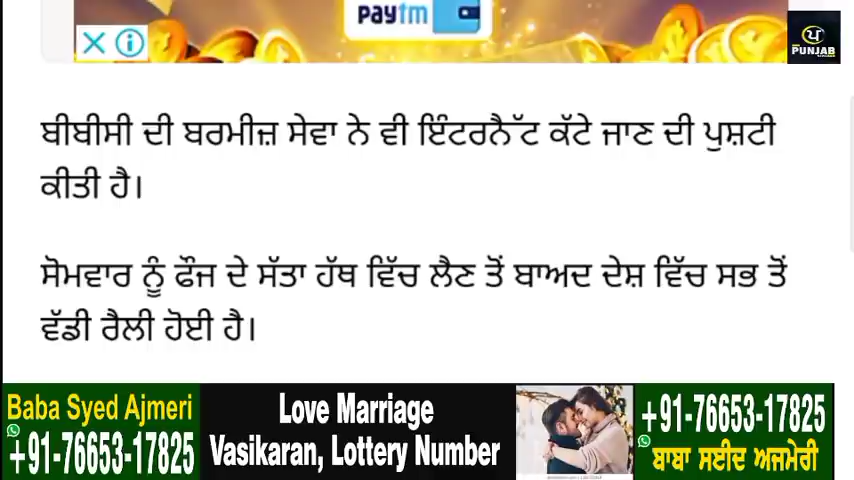 paytm
ਪ
PUNJAB
ਬੀਬੀਸੀ ਦੀ ਬਰਮੀਜ਼ ਸੇਵਾ ਨੇ ਵੀ ਇੰਟਰਨੈੱਟ ਕੱਟੇ ਜਾਣ ਦੀ ਪੁਸ਼ਟੀ
ਕੀਤੀ ਹੈ।
ਸੋਮਵਾਰ ਨੂੰ ਫੌਜ ਦੇ ਸੱਤਾ ਹੱਥ ਵਿੱਚ ਲੈਣ ਤੋਂ ਬਾਅਦ ਦੇਸ਼ ਵਿੱਚ ਸਭ ਤੋਂ
ਵੱਡੀ ਰੈਲੀ ਹੋਈ ਹੈ।
Baba Syed Ajmeri
+91-76653-17825
Love Marriage
Vasikaran, Lottery Number
+91-76653-17825
ਬਾਬਾ ਸਈਦ ਅਜਮੇਰੀ